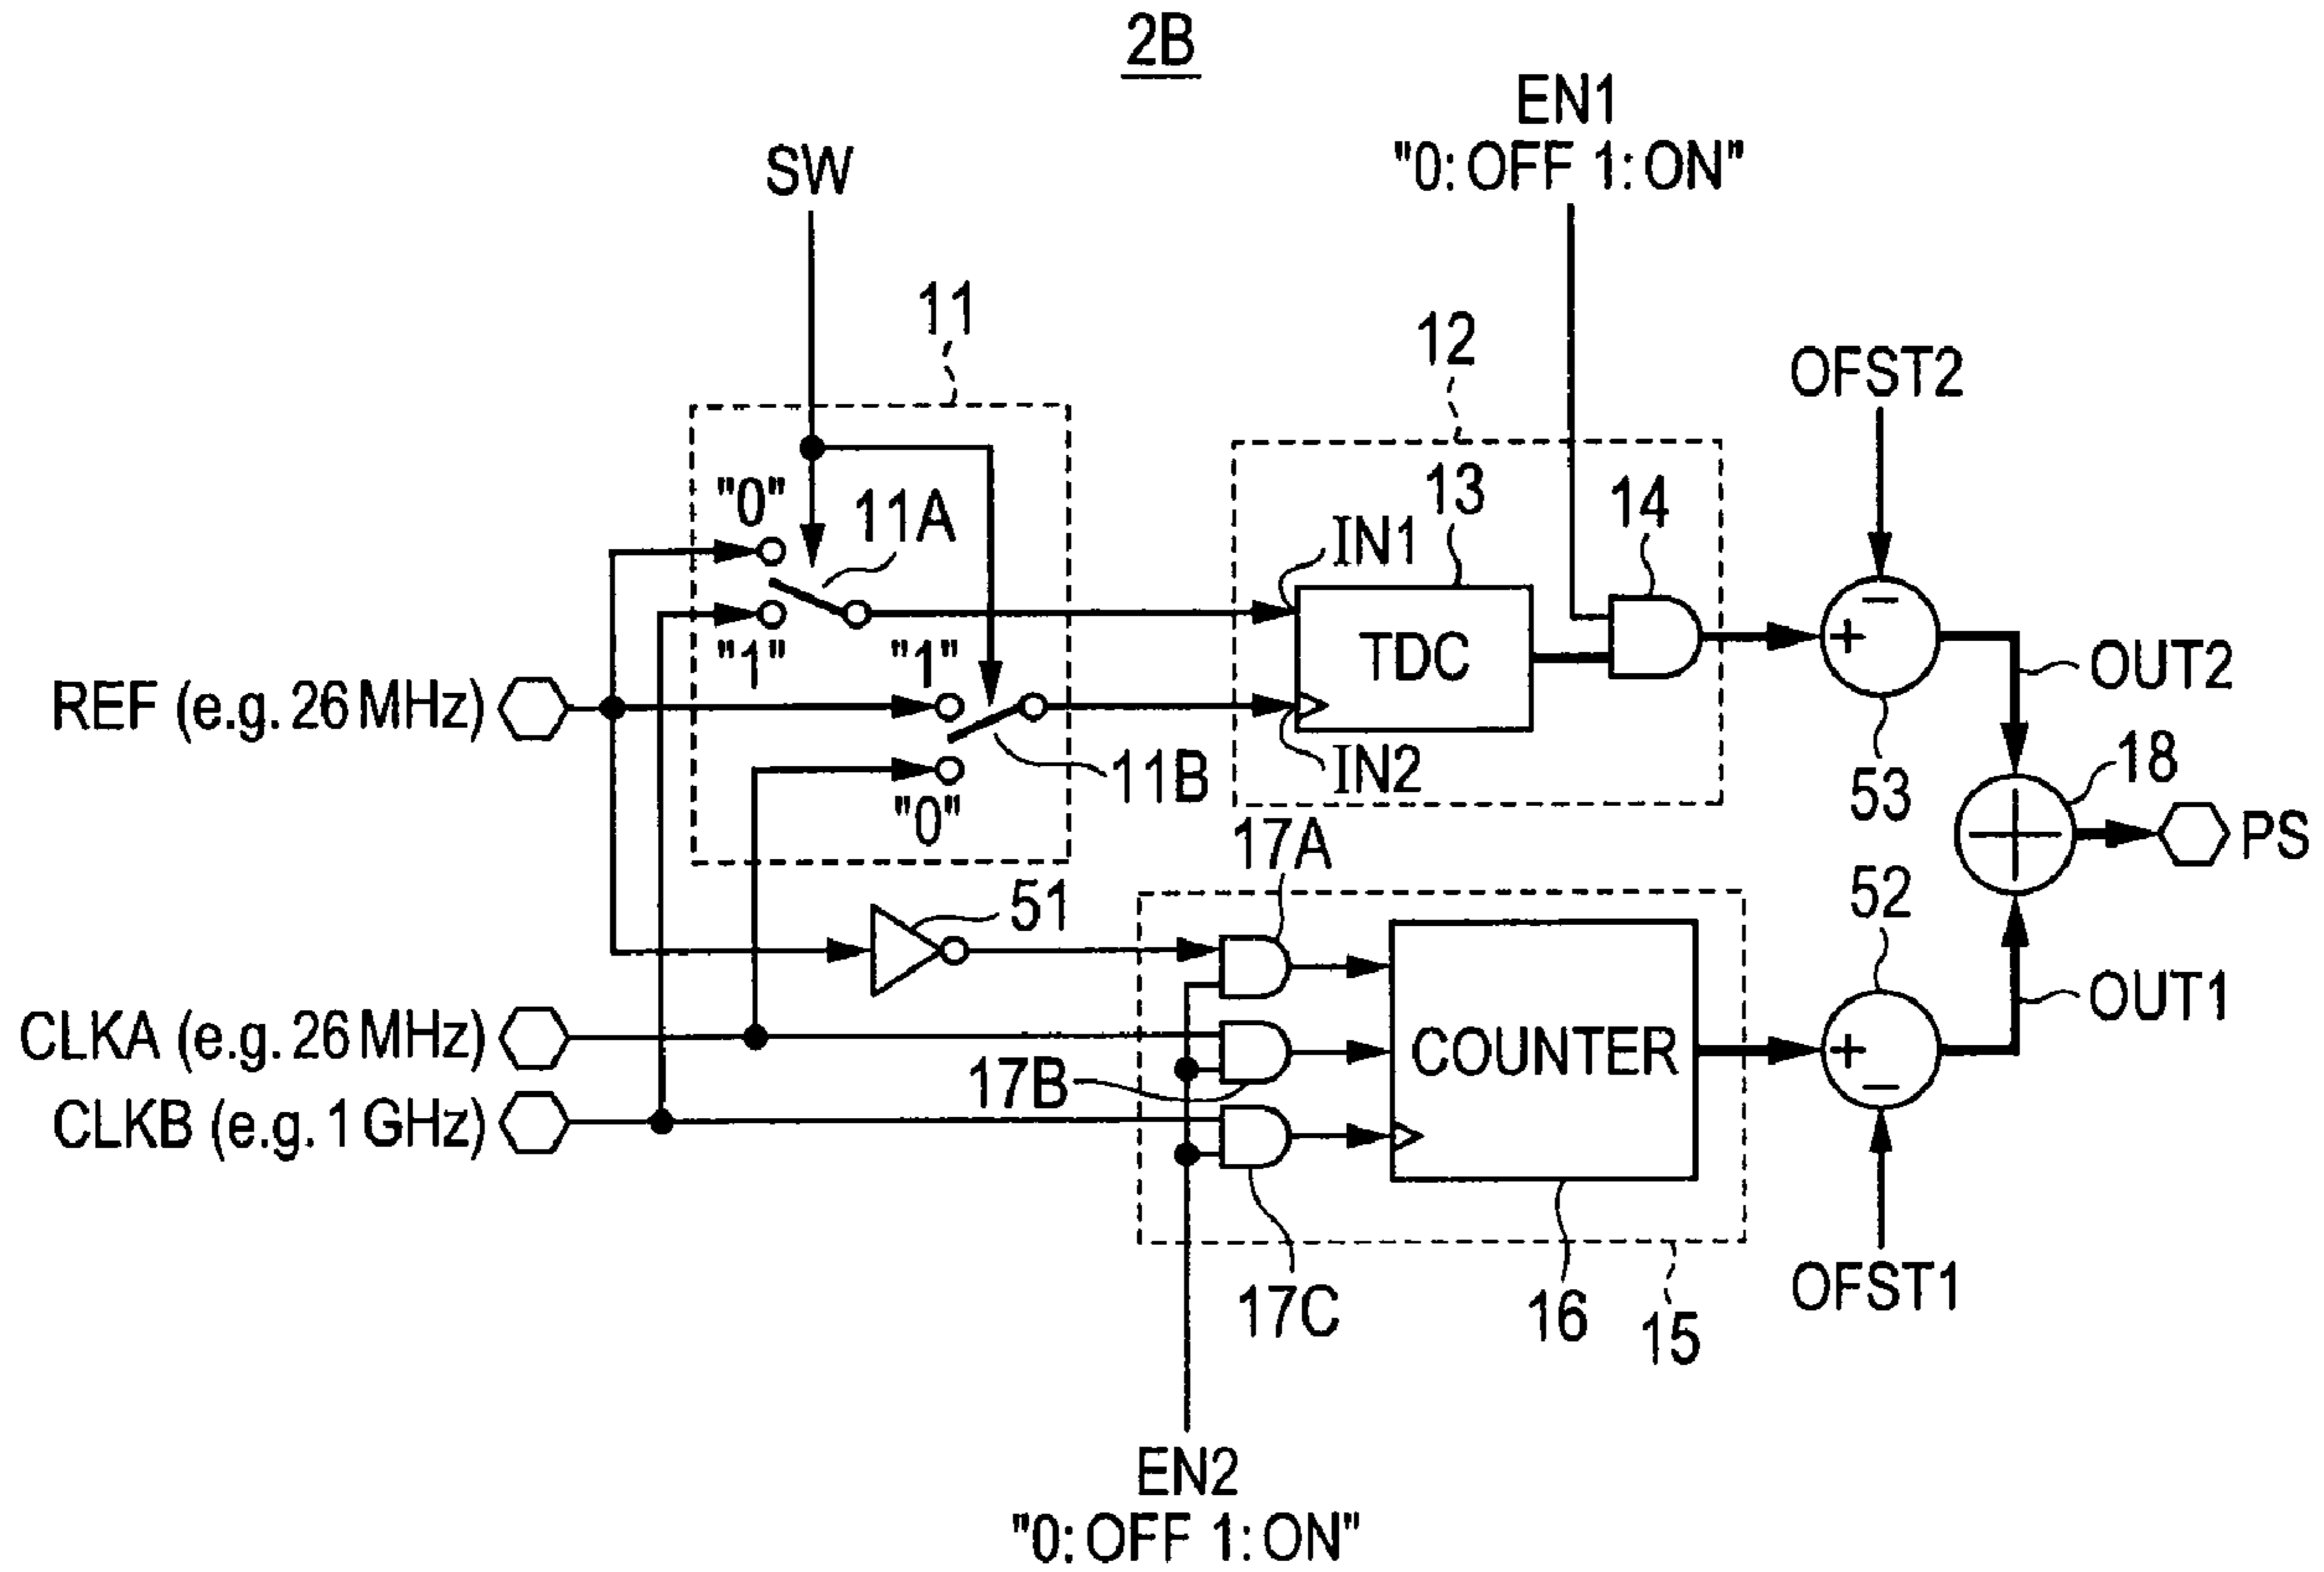 2B
EN1
"0: OFF 1: ON"
SW
11
12
OFST2
13
14
"0"
11A
IN1
TDC
"1"
"1"
REF (e.g. 26 MHz)
OUT2
11B
IN2
53
18
"0"
17A
PS
51
52
CLKA (e.g. 26 MHz)
COUNTER
OUT1
17B
CLKB (e.g. 1 GHz)
17C
16
15
OFST1
EN2
"0: OFF 1: ON"